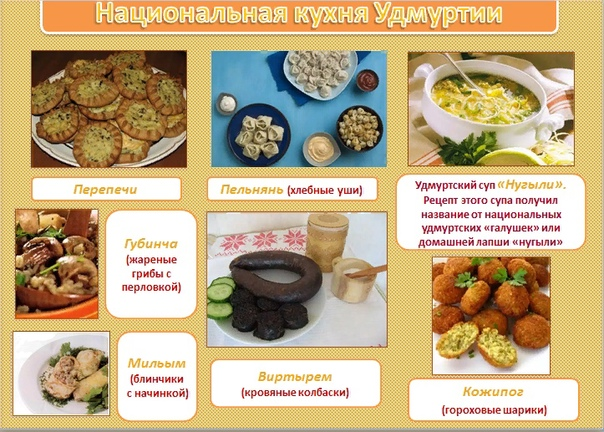 Национальная кухня Удмуртии
Перепечи
Пельнянь (хлебные уши)
Удмуртский суп «Нугыли».
Рецепт этого супа получил
название от национальных
удмуртских «галушек» или
домашней лапши «нугыли»
Губинча
(жареные
грибы с
перловкой)
Мильым
(блинчики
с начинкой)
Виртырем
(кровяные колбаски)
Кожипог
(гороховые шарики)